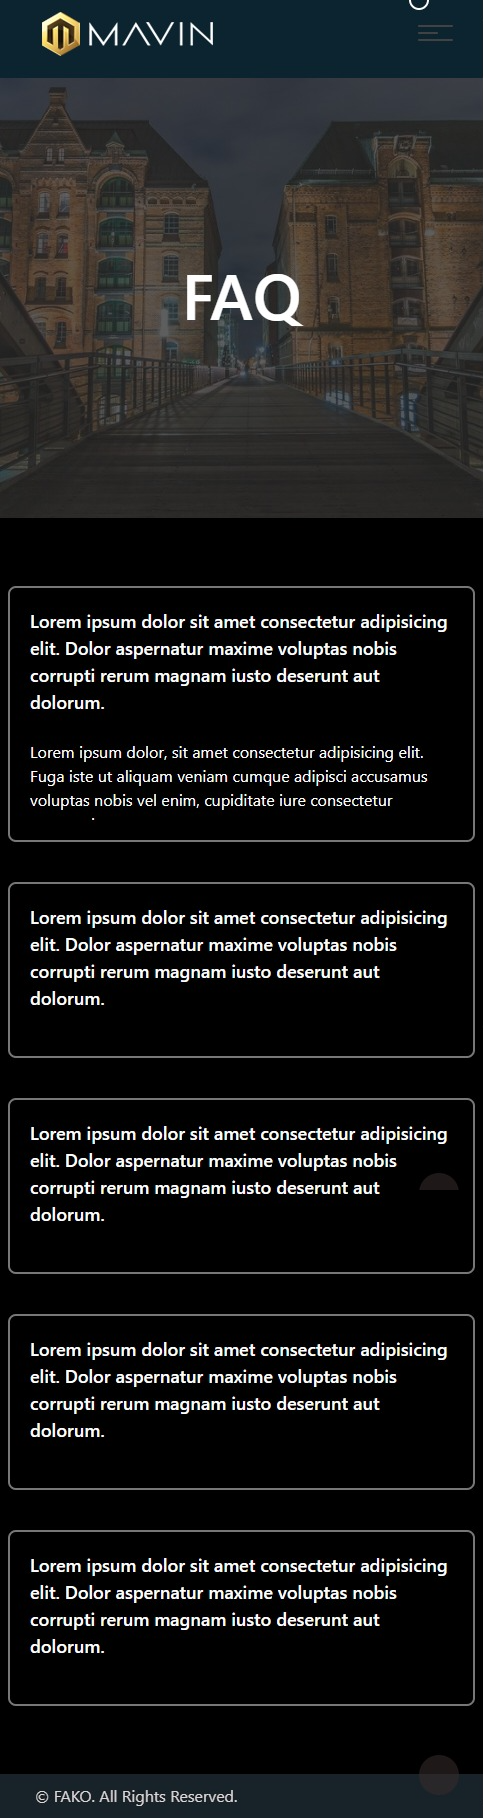 MAVIN
FAQ
Lorem ipsum dolor sit amet consectetur adipisicing
elit. Dolor aspernatur maxime voluptas nobis
corrupti rerum magnam iusto deserunt aut
dolorum.
Lorem ipsum dolor, sit amet consectetur adipisicing elit.
Fuga iste ut aliquam veniam cumque adipisci accusamus
voluptas nobis vel enim, cupiditate iure consectetur
Lorem ipsum dolor sit amet consectetur adipisicing
elit. Dolor aspernatur maxime voluptas nobis
corrupti rerum magnam iusto deserunt aut
dolorum.
Lorem ipsum dolor sit amet consectetur adipisicing
elit. Dolor aspernatur maxime voluptas nobis
corrupti rerum magnam iusto deserunt aut
dolorum.
Lorem ipsum dolor sit amet consectetur adipisicing
elit. Dolor aspernatur maxime voluptas nobis
corrupti rerum magnam iusto deserunt aut
dolorum.
Lorem ipsum dolor sit amet consectetur adipisicing
elit. Dolor aspernatur maxime voluptas nobis
corrupti rerum magnam iusto deserunt aut
dolorum.
© FAKO. All Rights Reserved.